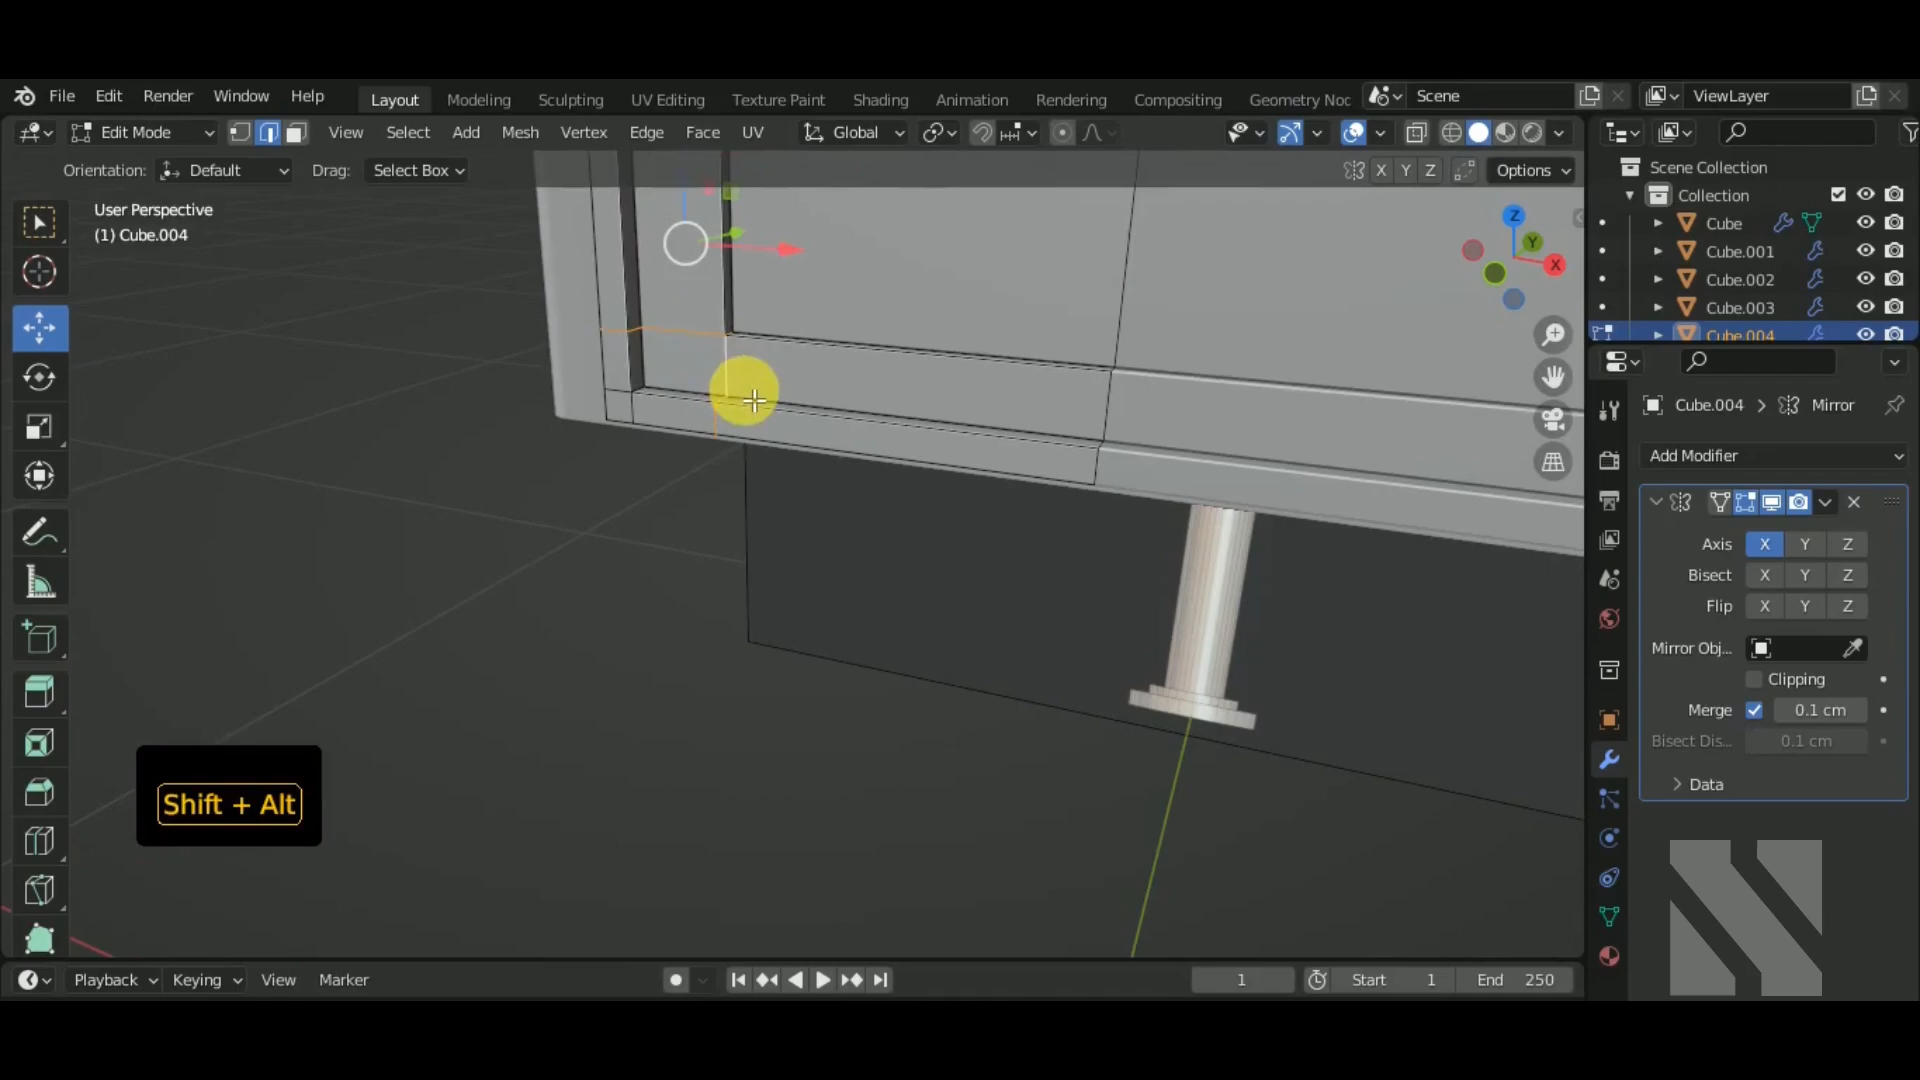 File Edit Render Window Help Layout Modeling Sculpting UV Editing Texture Paint Shading Animation Rendering Compositing Geometry Noc Scene ViewLayer
Edit Mode View Select Add Mesh Vertex Edge Face UV Global
Orientation: Default Drag: Select Box X Y Z Options
Scene Collection
Collection
Cube
Cube.001
Cube.002
Cube.003
Cube.004
User Perspective
(1) Cube.004
Z
Y
X
Cube.004 > Mirror
Add Modifier
Axis X Y Z
Bisect X Y Z
Flip X Y Z
Mirror Obj...
Clipping
Merge 0.1 cm
Bisect Dis... 0.1 cm
Data
Shift + Alt
Playback Keying View Marker 1 Start 1 End 250